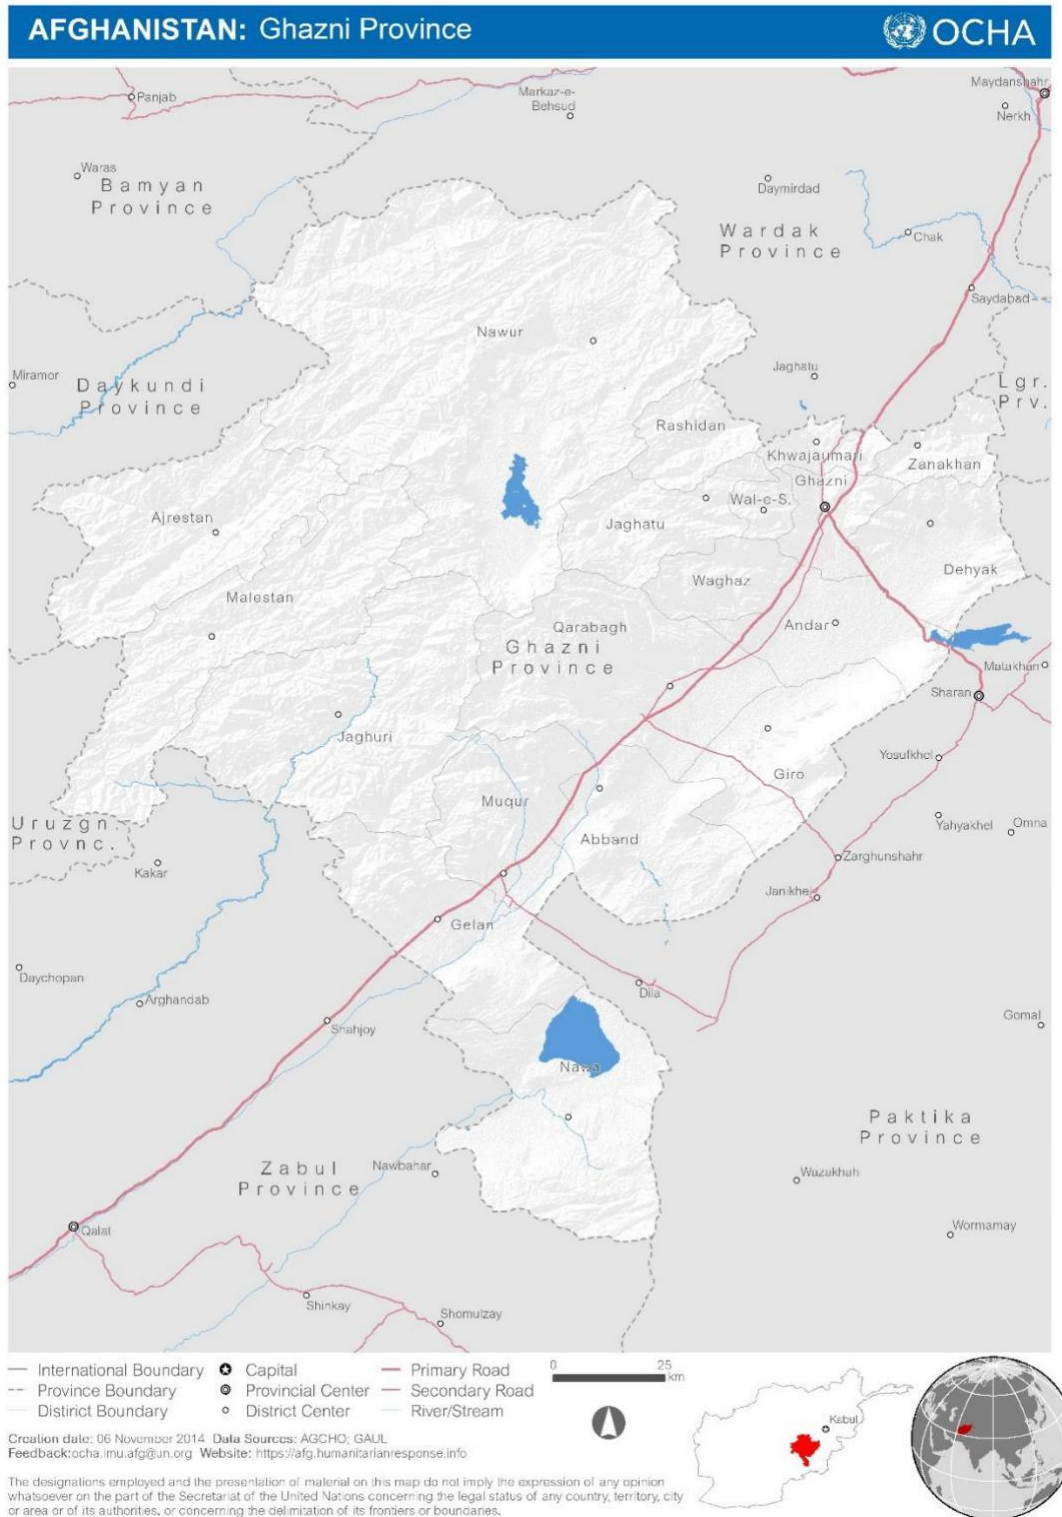 AFGHANISTAN: Ghazni Province
OCHA
Maydanshahr
Panjab
Markaz-e-
Behsud
Nerkh
Waras
Bamyan
Province
Daymirdad
Wardak
Province
Chak
Saydabad
Nawur
Miramor
Daykundi
Province
Jaghatu
Lgr.
Prv.
Rashidan
Khwajaumari
Zanakhan
Ghazni
Wal-e-S.
Ajrestan
Jaghatu
Waghaz
Dehyak
Malestan
Qarabagh
Andar
Ghazni
Province
Matakhan
Sharan
Jaghuri
Yosufkhel
Giro
Muqur
Uruzgn.
Provnc.
Abband
Yahyakhel
Omna
Kakar
Zarghunshahr
Janikhel
Gelan
Daychopan
Arghandab
Dila
Shahjoy
Gomal
Nawa
Paktika
Province
Zabul
Province
Nawbahar
Wazakhah
Qalat
Wormamay
Shinkay
Shomulzay
International Boundary
Capital
Primary Road
0 25
km
Province Boundary
Provincial Center
Secondary Road
Distirict Boundary
District Center
River/Stream
Kabul
Creation date: 06 November 2014 Data Sources: AGCHO; GAUL
Feedback:ocha.imu.afg@un.org Website: https://afg.humanitarianresponse.info
The designations employed and the presentation of material on this map do not imply the expression of any opinion
whatsoever on the part of the Secretariat of the United Nations concerning the legal status of any country, territory, city
or area or of its authorities, or concerning the delimitation of its frontiers or boundaries.